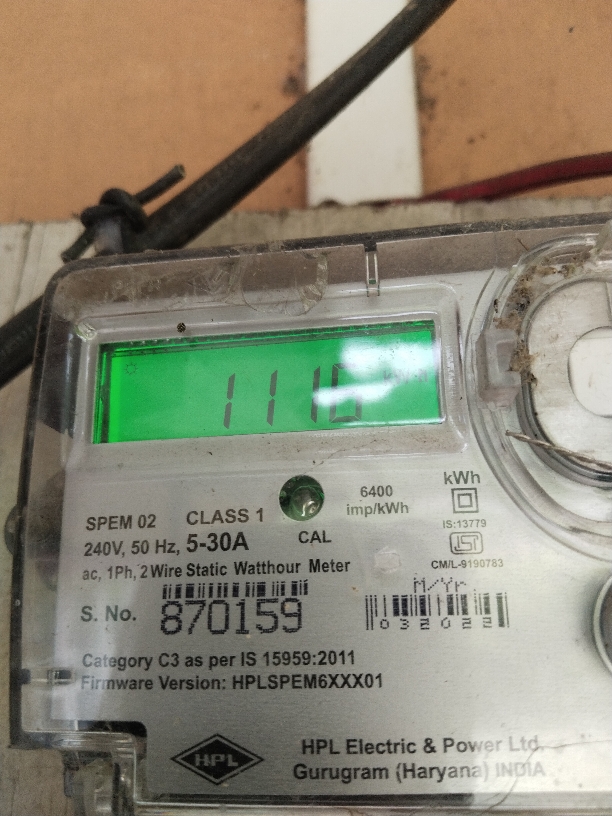 1116 kWh
6400
imp/kWh
kWh
IS:13779
ISI
CM/L-9190783
SPEM 02 CLASS 1
240V, 50 Hz, 5-30A
CAL
ac, 1Ph, 2 Wire Static Watthour Meter
M/Yr
S. No. 870159
032022
Category C3 as per IS 15959:2011
Firmware Version: HPLSPEM6XXX01
HPL
HPL Electric & Power Ltd.
Gurugram (Haryana) INDIA